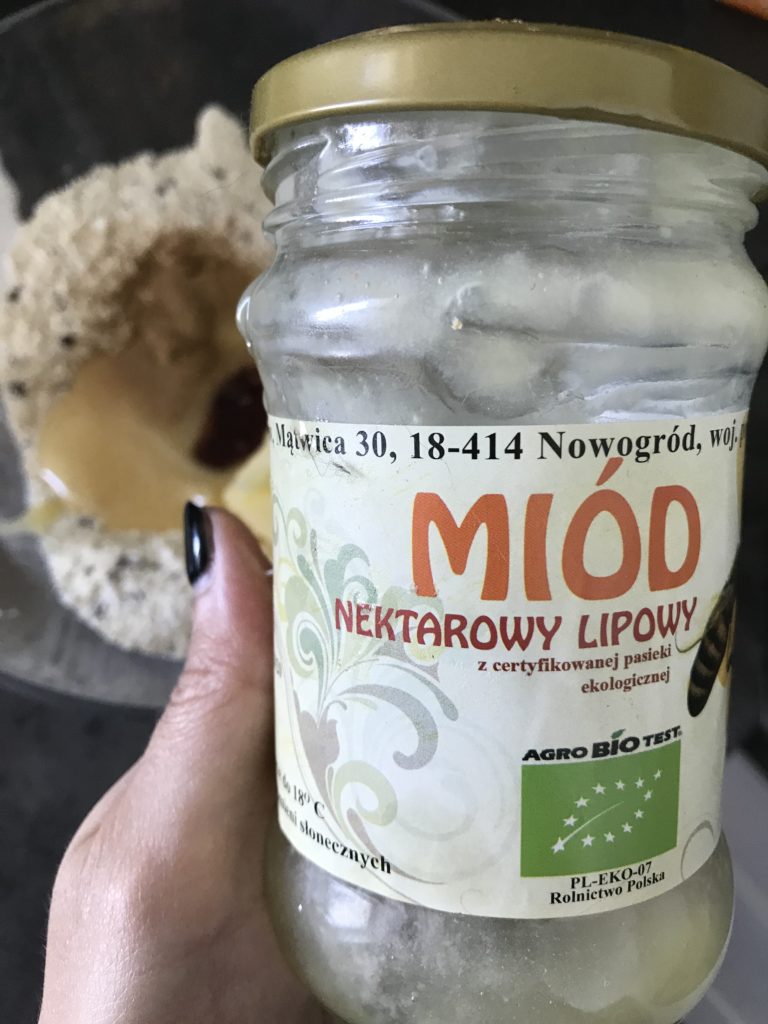 Mątwica 30, 18-414 Nowogród, woj.
MIÓD
NEKTAROWY LIPOWY
z certyfikowanej pasieki
ekologicznej
AGRO BIO TEST
do 18⁰ C
słonecznych
PL-EKO-07
Rolnictwo Polska